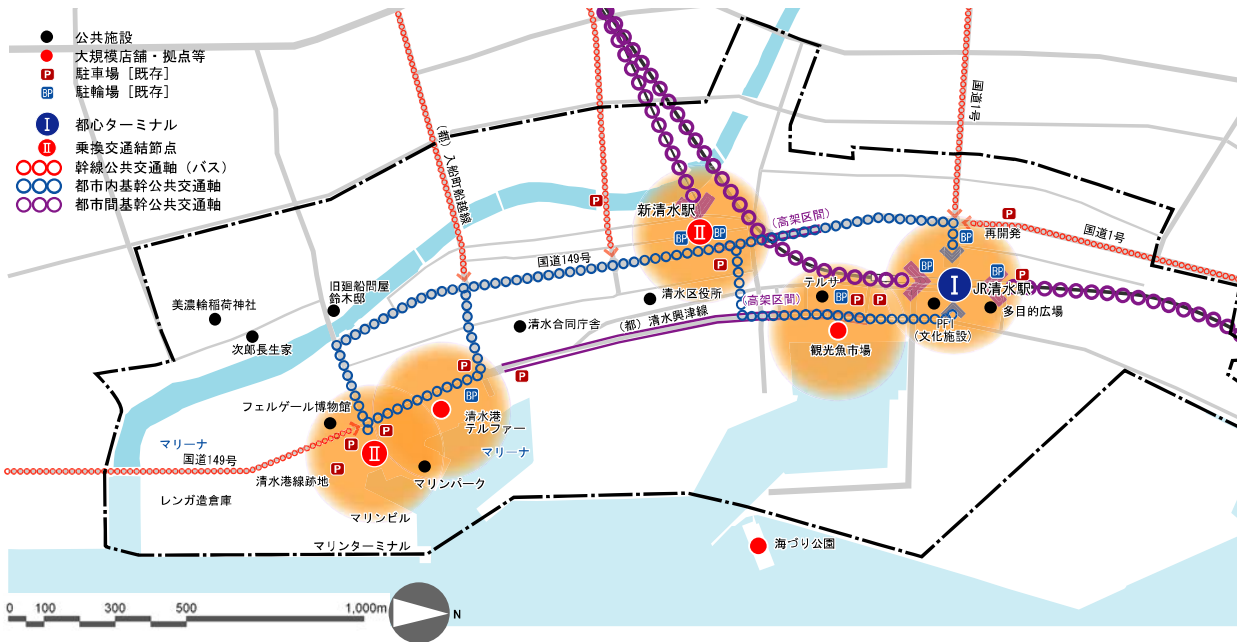 公共施設
大規模店舗・拠点等
P 駐車場［既存］
BP 駐輪場［既存］
I 都心ターミナル
II 乗換交通結節点
幹線公共交通軸（バス）
都市内基幹公共交通軸
都市間基幹公共交通軸
(都) 入船町船越線
国道1号
P
新清水駅
II
BP
BP
P
(高架区間)
P
再開発
国道1号
BP
国道149号
旧廻船問屋
鈴木邸
美濃輪稲荷神社
次郎長生家
清水区役所
清水合同庁舎
(都) 清水興津線
(高架区間)
テルサ
BP
P
P
観光魚市場
BP
BP
P
I
JR清水駅
多目的広場
PFI
(文化施設)
P
P
BP
清水港
テルファー
マリーナ
フェルゲール博物館
マリーナ
国道149号
P
P
II
P
清水港線跡地
マリンパーク
レンガ造倉庫
マリンビル
マリンターミナル
海づり公園
0 100 300 500 1,000m
N